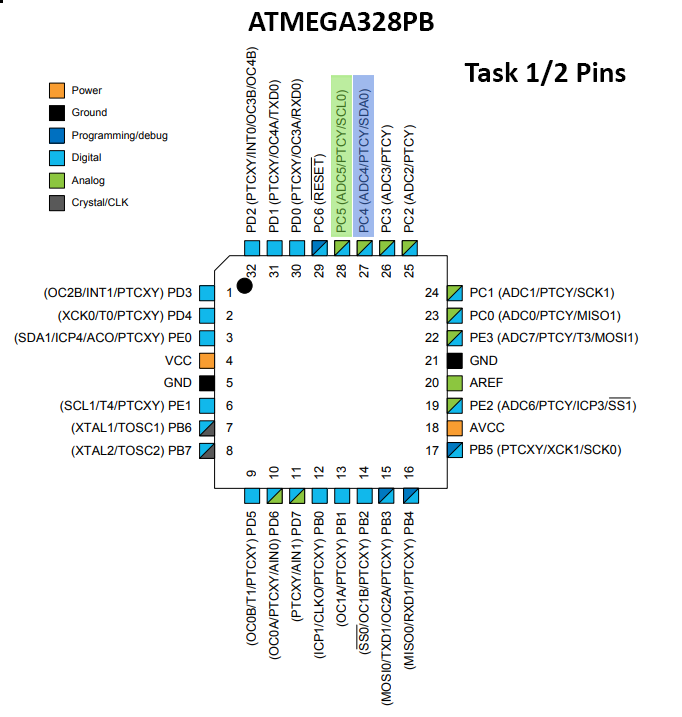 ATMEGA328PB
Task 1/2 Pins
Power
Ground
Programming/debug
Digital
Analog
Crystal/CLK
PD2 (PTCXY/INT0/OC3B/OC4B)
PD1 (PTCXY/OC4A/TXD0)
PD0 (PTCXY/OC3A/RXD0)
PC6 (RESET)
PC5 (ADC5/PTCY/SCL0)
PC4 (ADC4/PTCY/SDA0)
PC3 (ADC3/PTCY)
PC2 (ADC2/PTCY)
32
31
30
29
28
27
26
25
(OC2B/INT1/PTCXY) PD3
1
(XCK0/T0/PTCXY) PD4
2
(SDA1/ICP4/ACO/PTCXY) PE0
3
VCC
4
GND
5
(SCL1/T4/PTCXY) PE1
6
(XTAL1/TOSC1) PB6
7
(XTAL2/TOSC2) PB7
8
24
PC1 (ADC1/PTCY/SCK1)
23
PC0 (ADC0/PTCY/MISO1)
22
PE3 (ADC7/PTCY/T3/MOSI1)
21
GND
20
AREF
19
PE2 (ADC6/PTCY/ICP3/SS1)
18
AVCC
17
PB5 (PTCXY/XCK1/SCK0)
9
10
11
12
13
14
15
16
(OC0B/T1/PTCXY) PD5
(OC0A/PTCXY/AIN0) PD6
(PTCXY/AIN1) PD7
(ICP1/CLKO/PTCXY) PB0
(OC1A/PTCXY) PB1
(SS0/OC1B/PTCXY) PB2
(MOSI0/TXD1/OC2A/PTCXY) PB3
(MISO0/RXD1/PTCXY) PB4